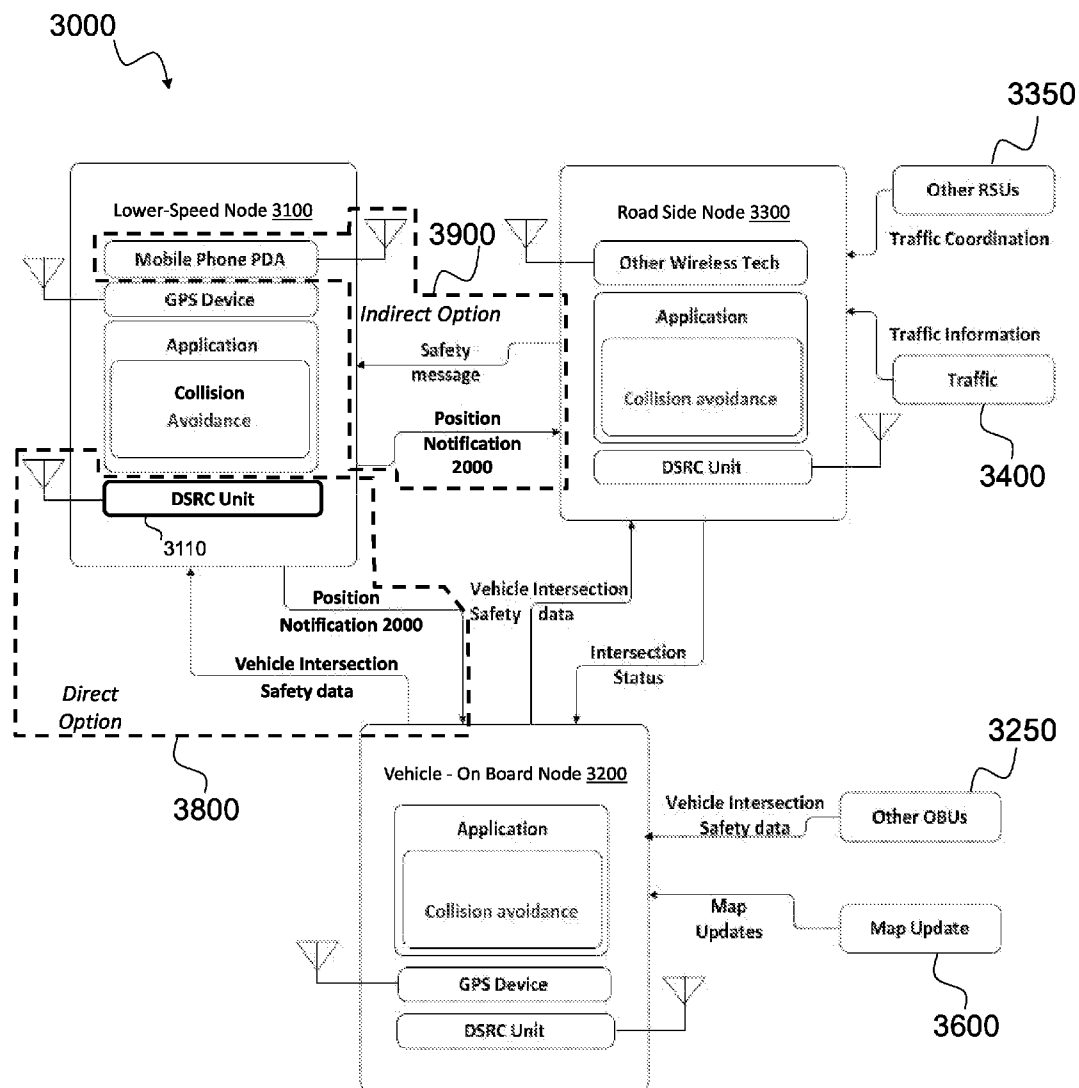 3000
3350
Other RSUs
Traffic Coordination
Lower-Speed Node 3100
Road Side Node 3300
3900
Mobile Phone PDA
Other Wireless Tech
GPS Device
Indirect Option
Application
Application
Traffic Information
Safety
message
Traffic
Collision
Avoidance
Collision avoidance
Position
Notification
2000
3400
DSRC Unit
DSRC Unit
3110
Position
Notification 2000
Vehicle Intersection
Safety data
Vehicle Intersection
Safety data
Intersection
Status
Direct
Option
3800
3250
Vehicle - On Board Node 3200
Vehicle Intersection
Safety data
Other OBUs
Application
Collision avoidance
Map
Updates
Map Update
GPS Device
3600
DSRC Unit